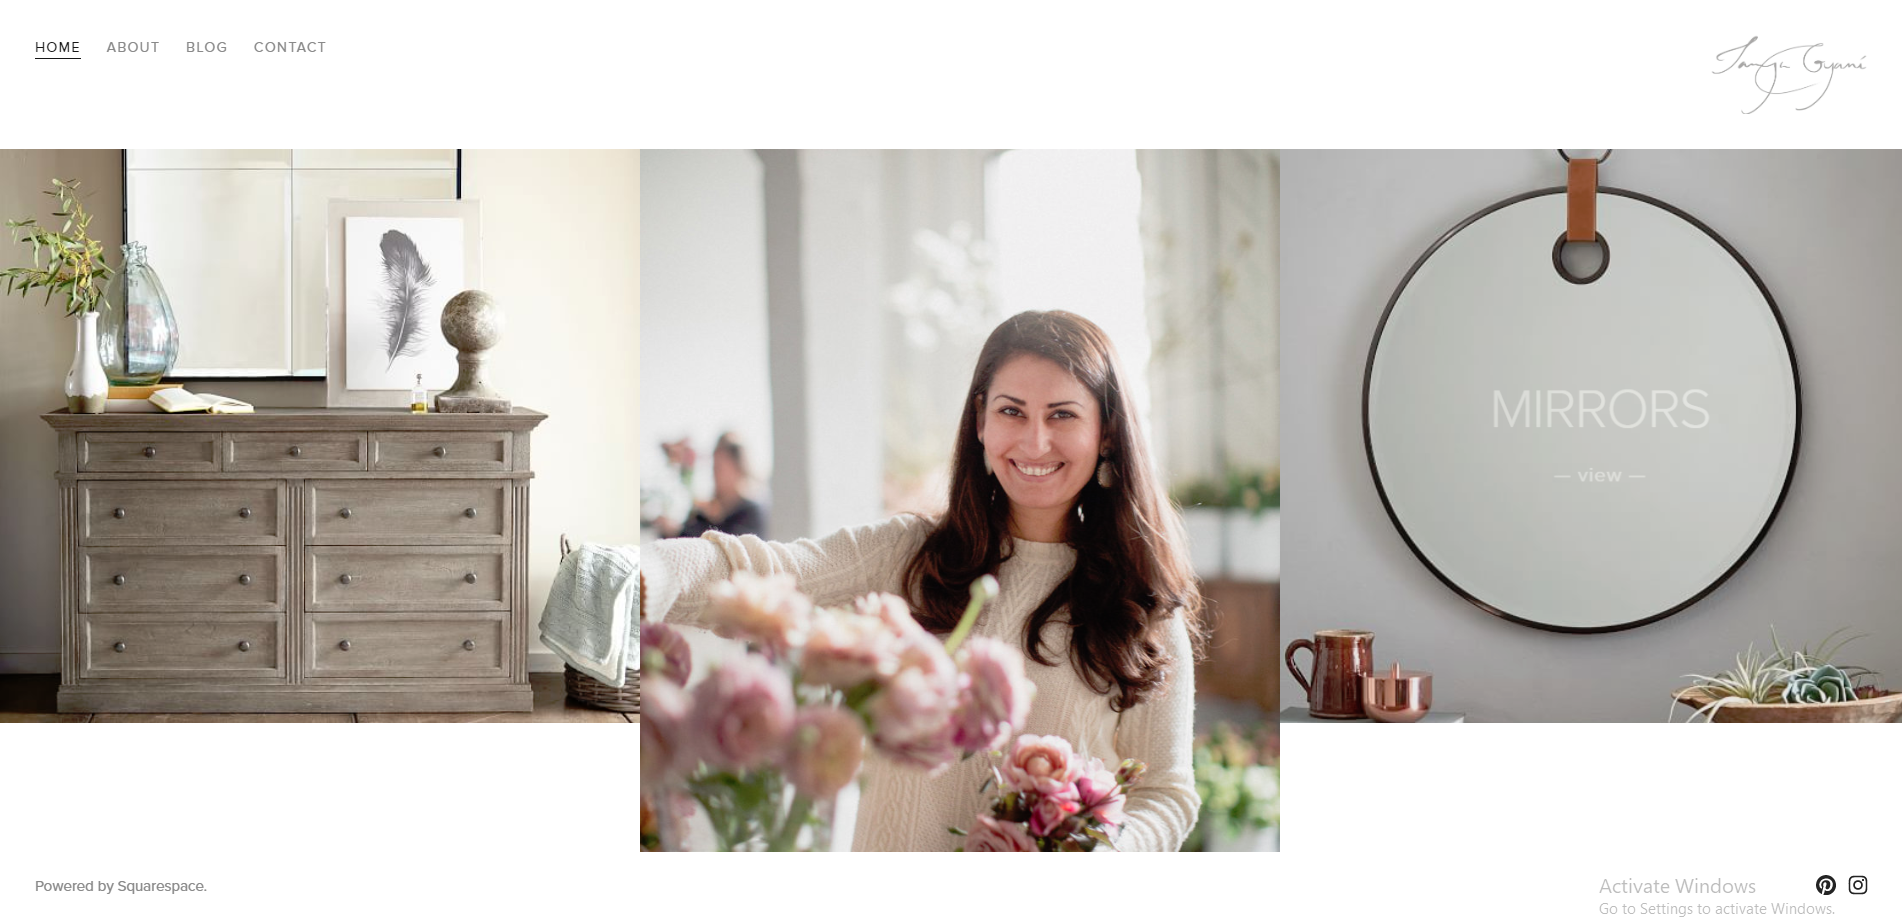 HOME ABOUT BLOG CONTACT
MIRRORS
— view —
Powered by Squarespace.
Activate Windows
Go to Settings to activate Windows.